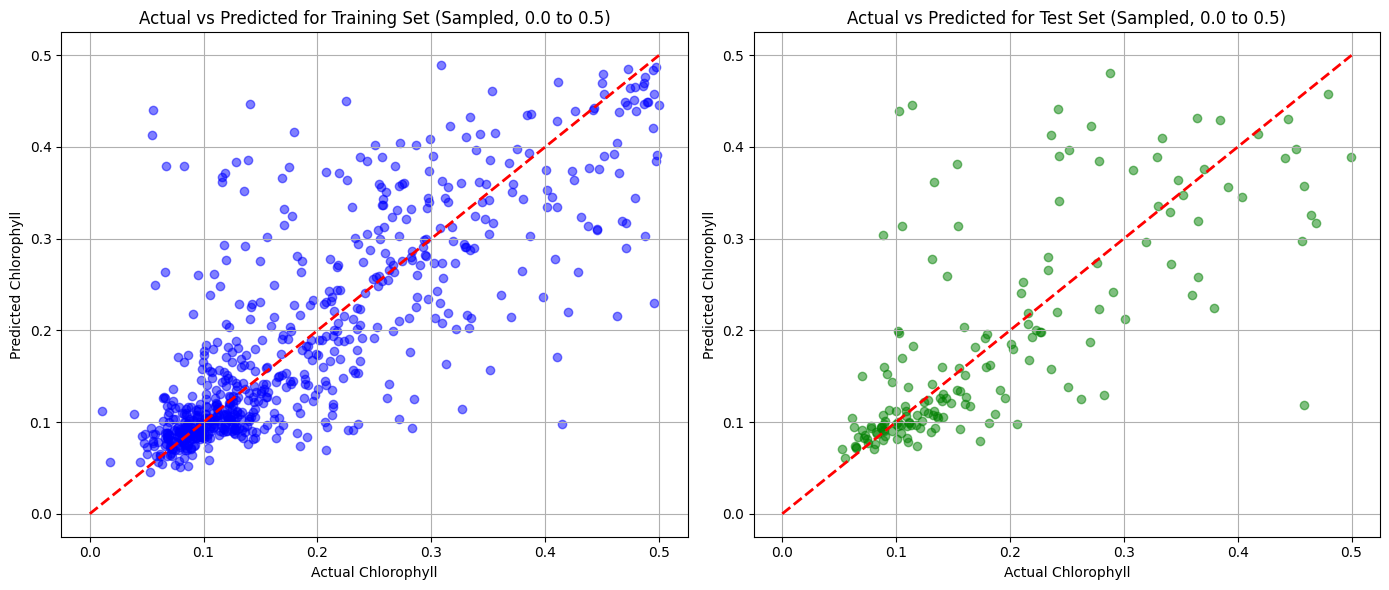 Actual vs Predicted for Training Set (Sampled, 0.0 to 0.5)
0.5
0.4
0.3
0.2
0.1
0.0
Predicted Chlorophyll
0.0 0.1 0.2 0.3 0.4 0.5
Actual Chlorophyll
Actual vs Predicted for Test Set (Sampled, 0.0 to 0.5)
0.5
0.4
0.3
0.2
0.1
0.0
Predicted Chlorophyll
0.0 0.1 0.2 0.3 0.4 0.5
Actual Chlorophyll